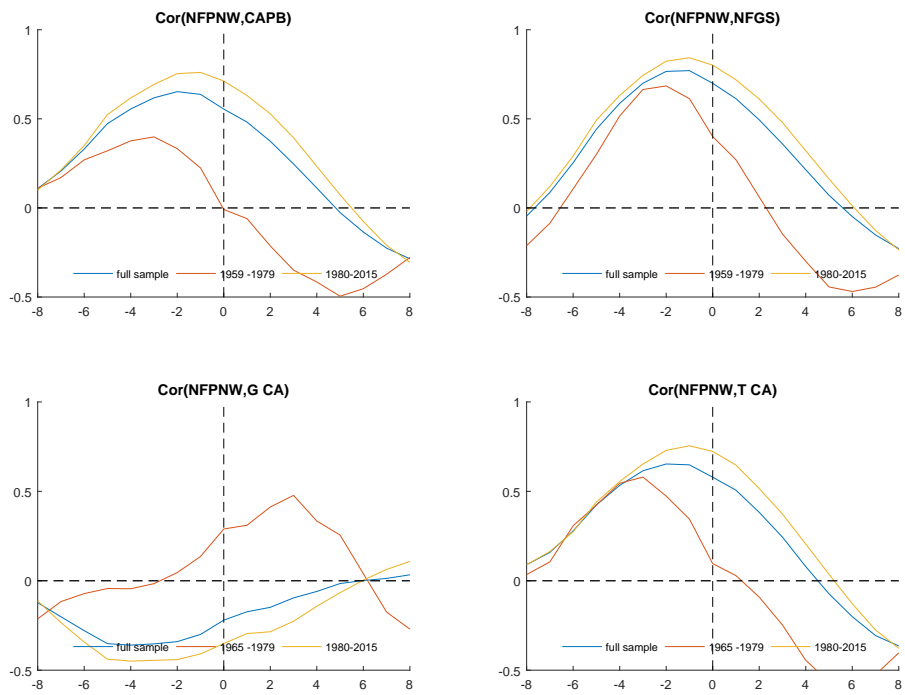 Cor(NFPNW,CAPB)
1
0.5
0
-0.5
full sample 1959 -1979 1980-2015
-8 -6 -4 -2 0 2 4 6 8
Cor(NFPNW,NFGS)
1
0.5
0
-0.5
full sample 1959 -1979 1980-2015
-8 -6 -4 -2 0 2 4 6 8
Cor(NFPNW,G CA)
1
0.5
0
-0.5
full sample 1965 -1979 1980-2015
-8 -6 -4 -2 0 2 4 6 8
Cor(NFPNW,T CA)
1
0.5
0
-0.5
full sample 1965 -1979 1980-2015
-8 -6 -4 -2 0 2 4 6 8